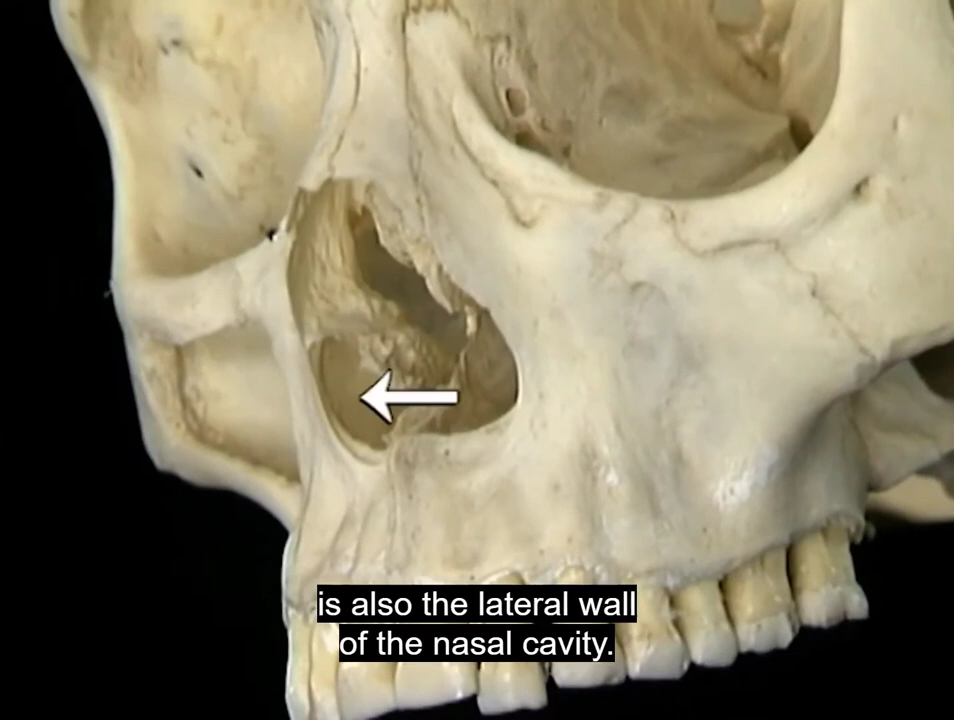 is also the lateral wall
of the nasal cavity.